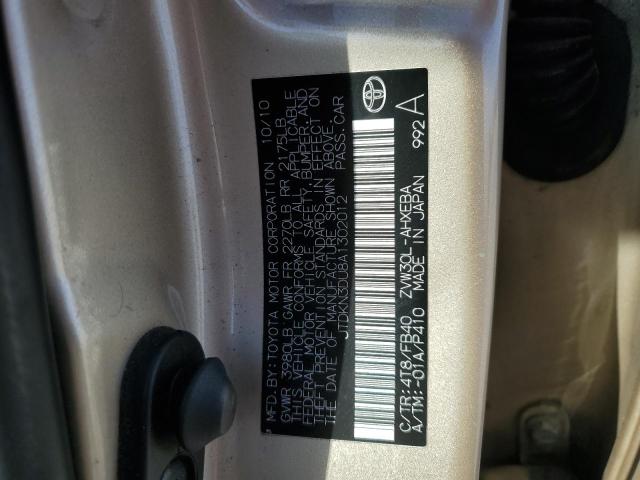 MFD.BY:TOYOTA MOTOR CORPORATION 10/10
GVWR 3980LB GAWR FR 2270LB RR 2175LB
THIS VEHICLE CONFORMS TO ALL APPLICABLE
FEDERAL MOTOR VEHICLE SAFETY, BUMPER, AND
THEFT PREVENTION STANDARDS IN EFFECT ON
THE DATE OF MANUFACTURE SHOWN ABOVE.
JTDKN3DU8A1302012 PASS.CAR
C/TR:4T8/FB40 ZVW30L-AHXEBA
A/TM:-01A/P410 MADE IN JAPAN 992 A